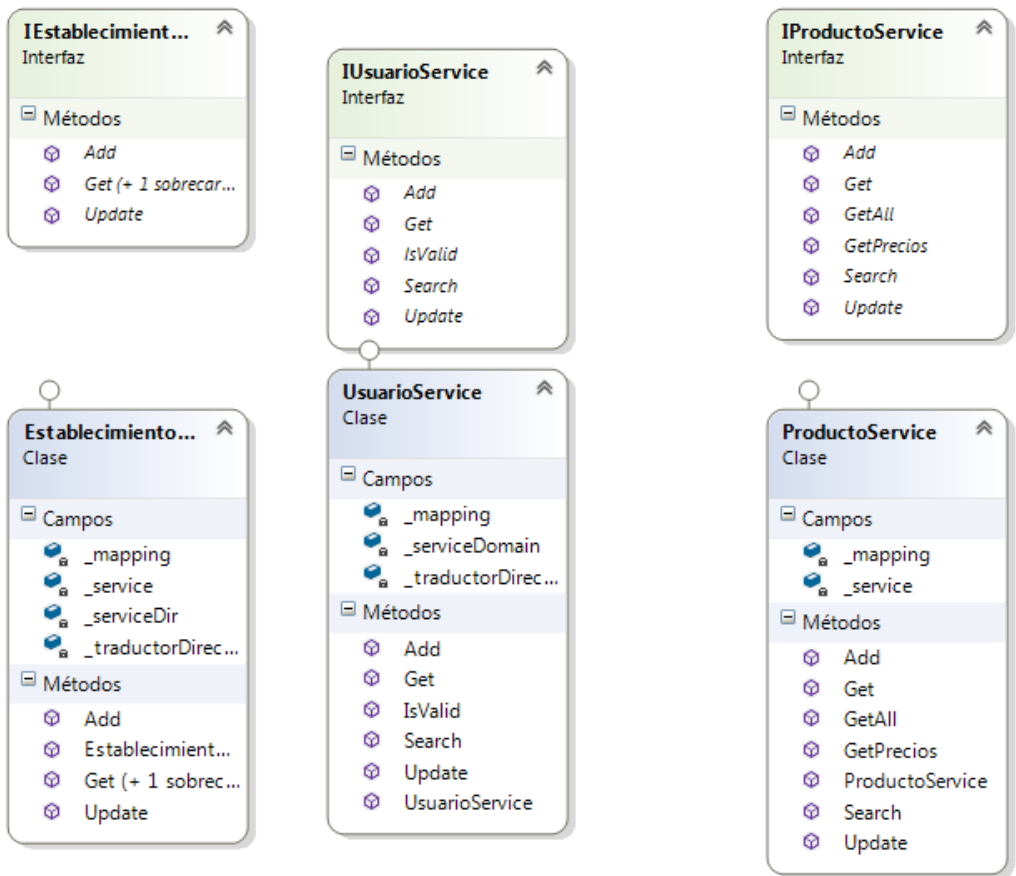 IEstablecimient...
Interfaz
Métodos
Add
Get (+ 1 sobrecar...
Update
IUsuarioService
Interfaz
Métodos
Add
Get
IsValid
Search
Update
IProductoService
Interfaz
Métodos
Add
Get
GetAll
GetPrecios
Search
Update
Establecimiento...
Clase
Campos
_mapping
_service
_serviceDir
_traductorDirec...
Métodos
Add
Establecimient...
Get (+ 1 sobrec...
Update
UsuarioService
Clase
Campos
_mapping
_serviceDomain
_traductorDirec...
Métodos
Add
Get
IsValid
Search
Update
UsuarioService
ProductoService
Clase
Campos
_mapping
_service
Métodos
Add
Get
GetAll
GetPrecios
ProductoService
Search
Update